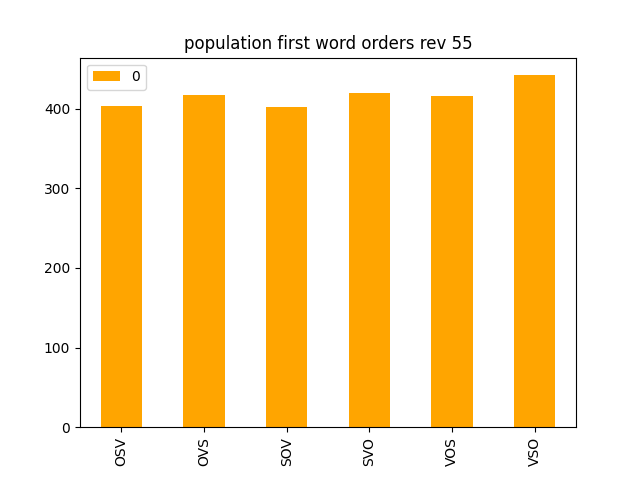 population first word orders rev 55
0
400
300
200
100
0
OSV
OVS
SOV
SVO
VOS
VSO